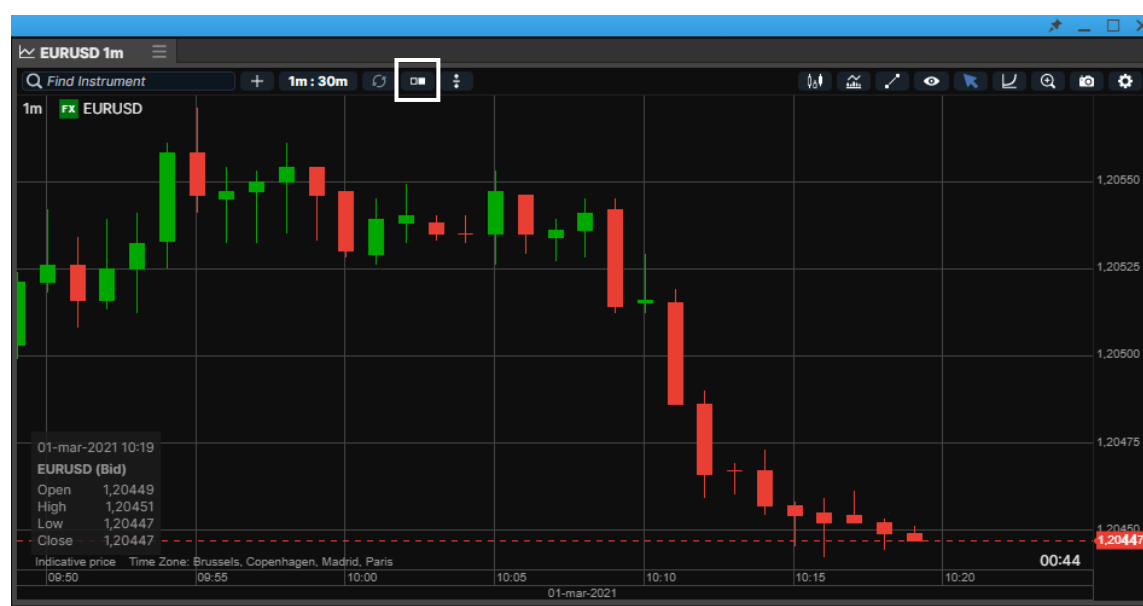 EURUSD 1m
Find Instrument
1m : 30m
1m FX EURUSD
1,20550
1,20525
1,20500
1,20475
1,20450
1,20447
01-mar-2021 10:19
EURUSD (Bid)
Open 1,20449
High 1,20451
Low 1,20447
Close 1,20447
Indicative price Time Zone: Brussels, Copenhagen, Madrid, Paris
00:44
09:50 09:55 10:00 10:05 10:10 10:15 10:20
01-mar-2021